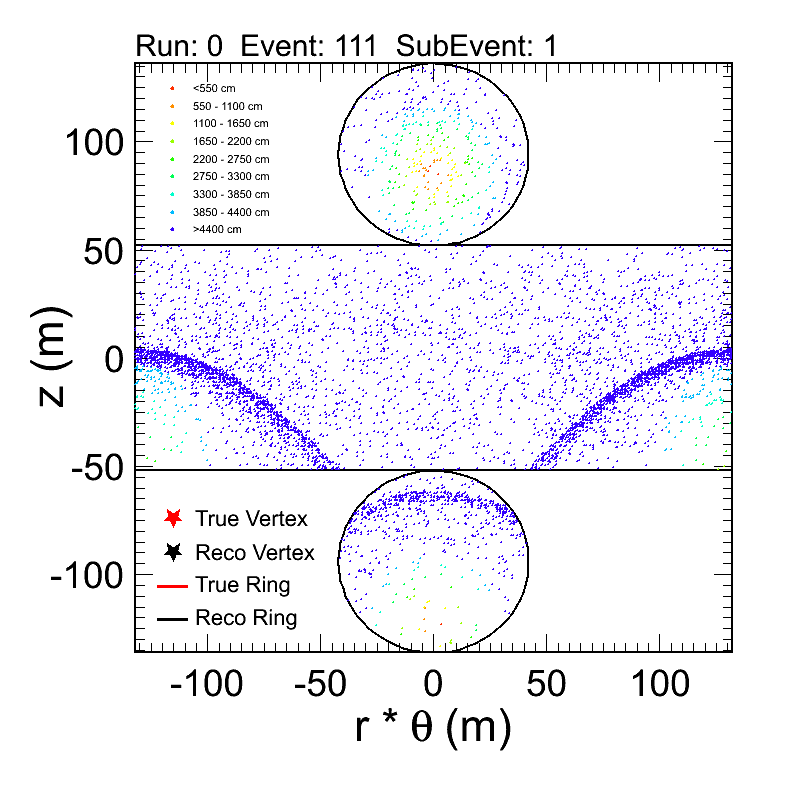 Run: 0 Event: 111 SubEvent: 1
<550 cm
550 - 1100 cm
1100 - 1650 cm
1650 - 2200 cm
2200 - 2750 cm
2750 - 3300 cm
3300 - 3850 cm
3850 - 4400 cm
>4400 cm
100
50
0
-50
-100
z (m)
True Vertex
Reco Vertex
True Ring
Reco Ring
-100 -50 0 50 100
r * θ (m)